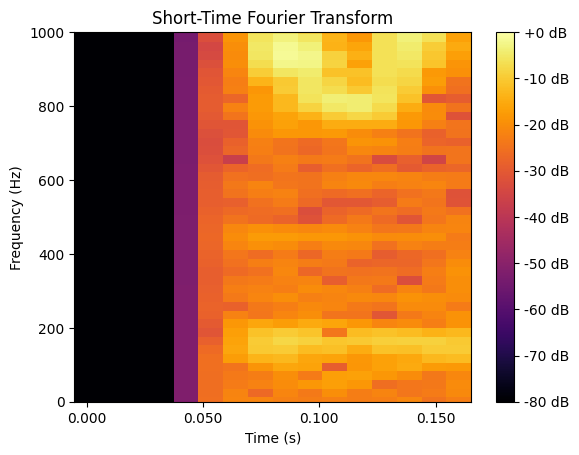 Short-Time Fourier Transform
1000
800
600
400
200
0
Frequency (Hz)
0.000
0.050
0.100
0.150
Time (s)
+0 dB
-10 dB
-20 dB
-30 dB
-40 dB
-50 dB
-60 dB
-70 dB
-80 dB